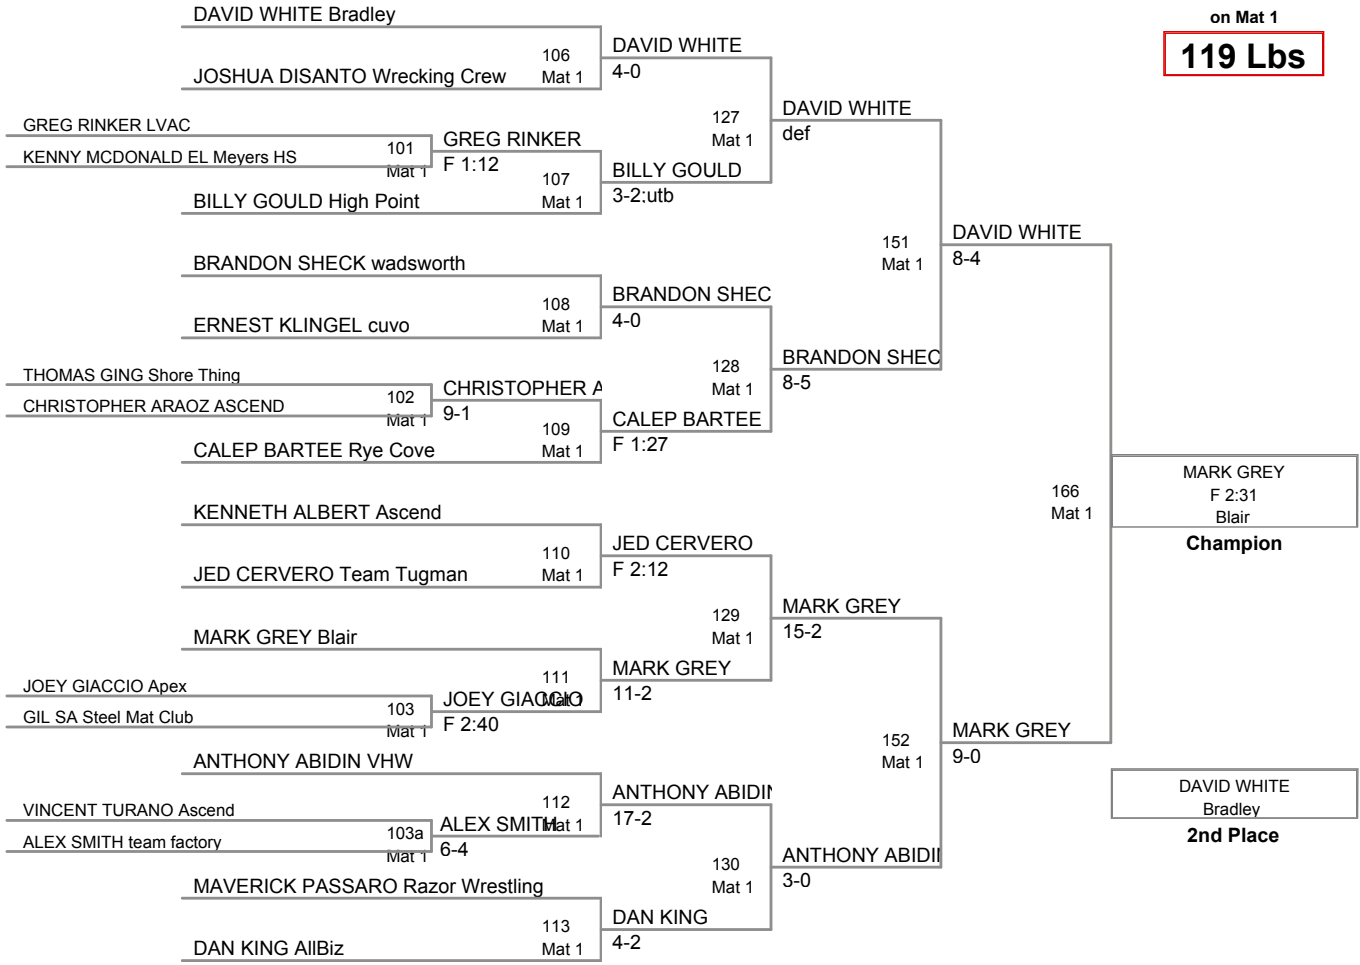 on Mat 1
119 Lbs
DAVID WHITE Bradley
106
Mat 1
JOSHUA DISANTO Wrecking Crew
DAVID WHITE
4-0
GREG RINKER LVAC
KENNY MCDONALD EL Meyers HS
101
Mat 1
GREG RINKER
F 1:12
107
Mat 1
BILLY GOULD High Point
BILLY GOULD
3-2;utb
127
Mat 1
DAVID WHITE
def
BRANDON SHECK wadsworth
108
Mat 1
ERNEST KLINGEL cuvo
BRANDON SHEC
4-0
THOMAS GING Shore Thing
CHRISTOPHER ARAOZ ASCEND
102
Mat 1
CHRISTOPHER A
9-1
109
Mat 1
CALEP BARTEE Rye Cove
CALEP BARTEE
F 1:27
128
Mat 1
BRANDON SHEC
8-5
151
Mat 1
DAVID WHITE
8-4
KENNETH ALBERT Ascend
110
Mat 1
JED CERVERO Team Tugman
JED CERVERO
F 2:12
MARK GREY Blair
JOEY GIACCIO Apex
GIL SA Steel Mat Club
103
Mat 1
JOEY GIACCIO
F 2:40
111
Mat 1
MARK GREY
11-2
129
Mat 1
MARK GREY
15-2
ANTHONY ABIDIN VHW
VINCENT TURANO Ascend
ALEX SMITH team factory
103a
Mat 1
ALEX SMITH
6-4
112
Mat 1
ANTHONY ABIDIN
17-2
MAVERICK PASSARO Razor Wrestling
113
Mat 1
DAN KING AllBiz
DAN KING
4-2
130
Mat 1
ANTHONY ABIDIN
3-0
152
Mat 1
MARK GREY
9-0
166
Mat 1
MARK GREY
F 2:31
Blair
Champion
DAVID WHITE
Bradley
2nd Place